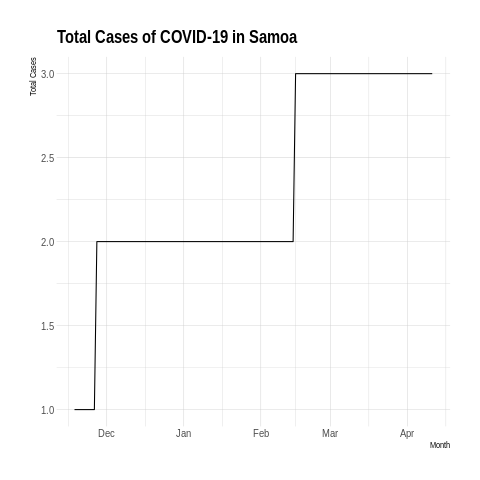 Total Cases of COVID-19 in Samoa
Total Cases
3.0
2.5
2.0
1.5
1.0
Dec Jan Feb Mar Apr
Month